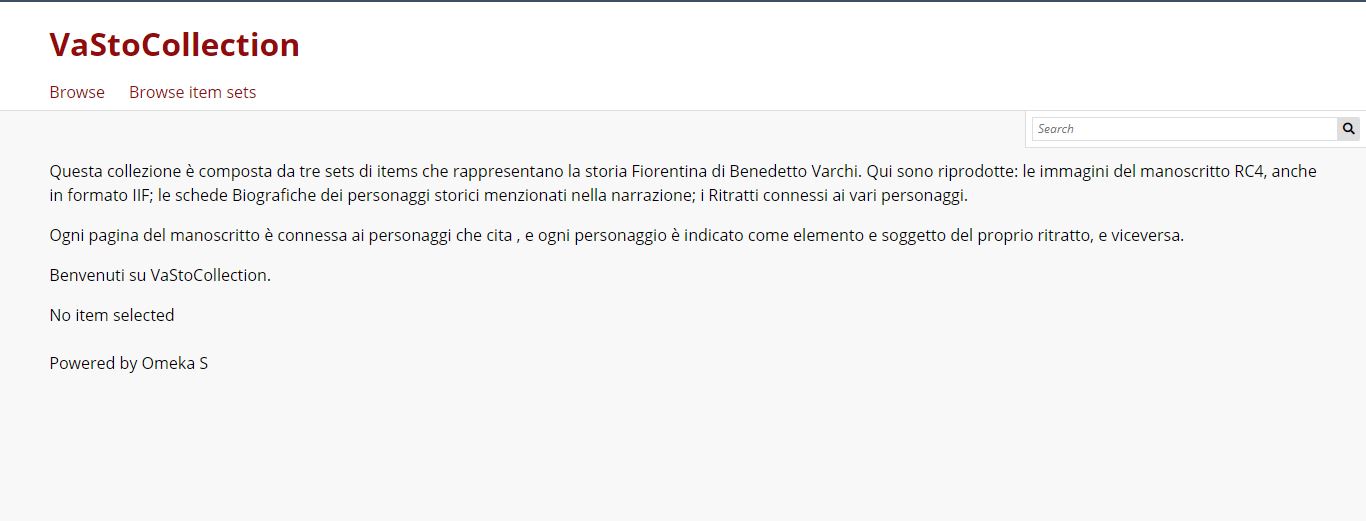 VaStoCollection
Browse Browse item sets
Search
Questa collezione è composta da tre sets di items che rappresentano la storia Fiorentina di Benedetto Varchi. Qui sono riprodotte: le immagini del manoscritto RC4, anche
in formato IIF; le schede Biografiche dei personaggi storici menzionati nella narrazione; i Ritratti connessi ai vari personaggi.
Ogni pagina del manoscritto è connessa ai personaggi che cita , e ogni personaggio è indicato come elemento e soggetto del proprio ritratto, e viceversa.
Benvenuti su VaStoCollection.
No item selected
Powered by Omeka S